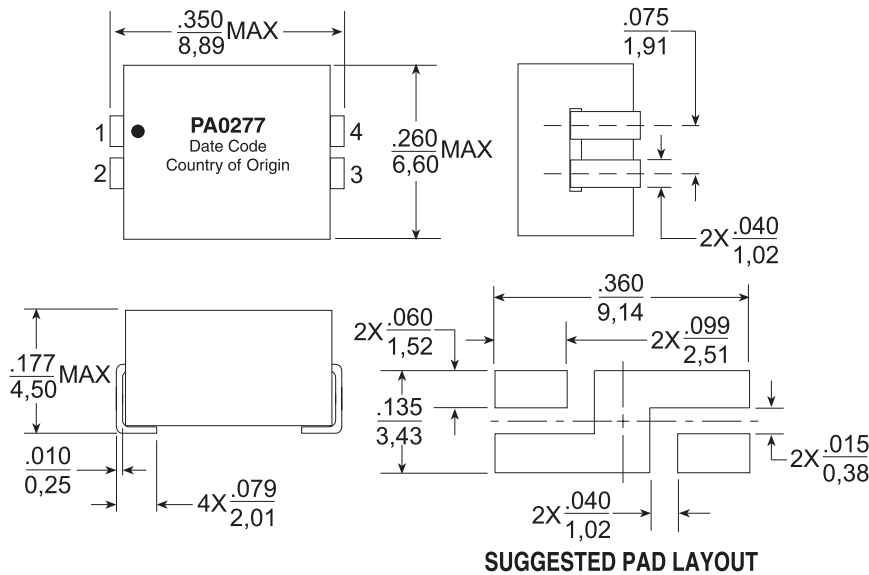 .350
8,89
MAX
.075
1,91
1
2
PA0277
Date Code
Country of Origin
4
3
.260
6,60
MAX
2X .040
1,02
.177
4,50
MAX
.010
0,25
4X .079
2,01
.360
9,14
2X .060
1,52
2X .099
2,51
.135
3,43
2X .015
0,38
2X .040
1,02
SUGGESTED PAD LAYOUT